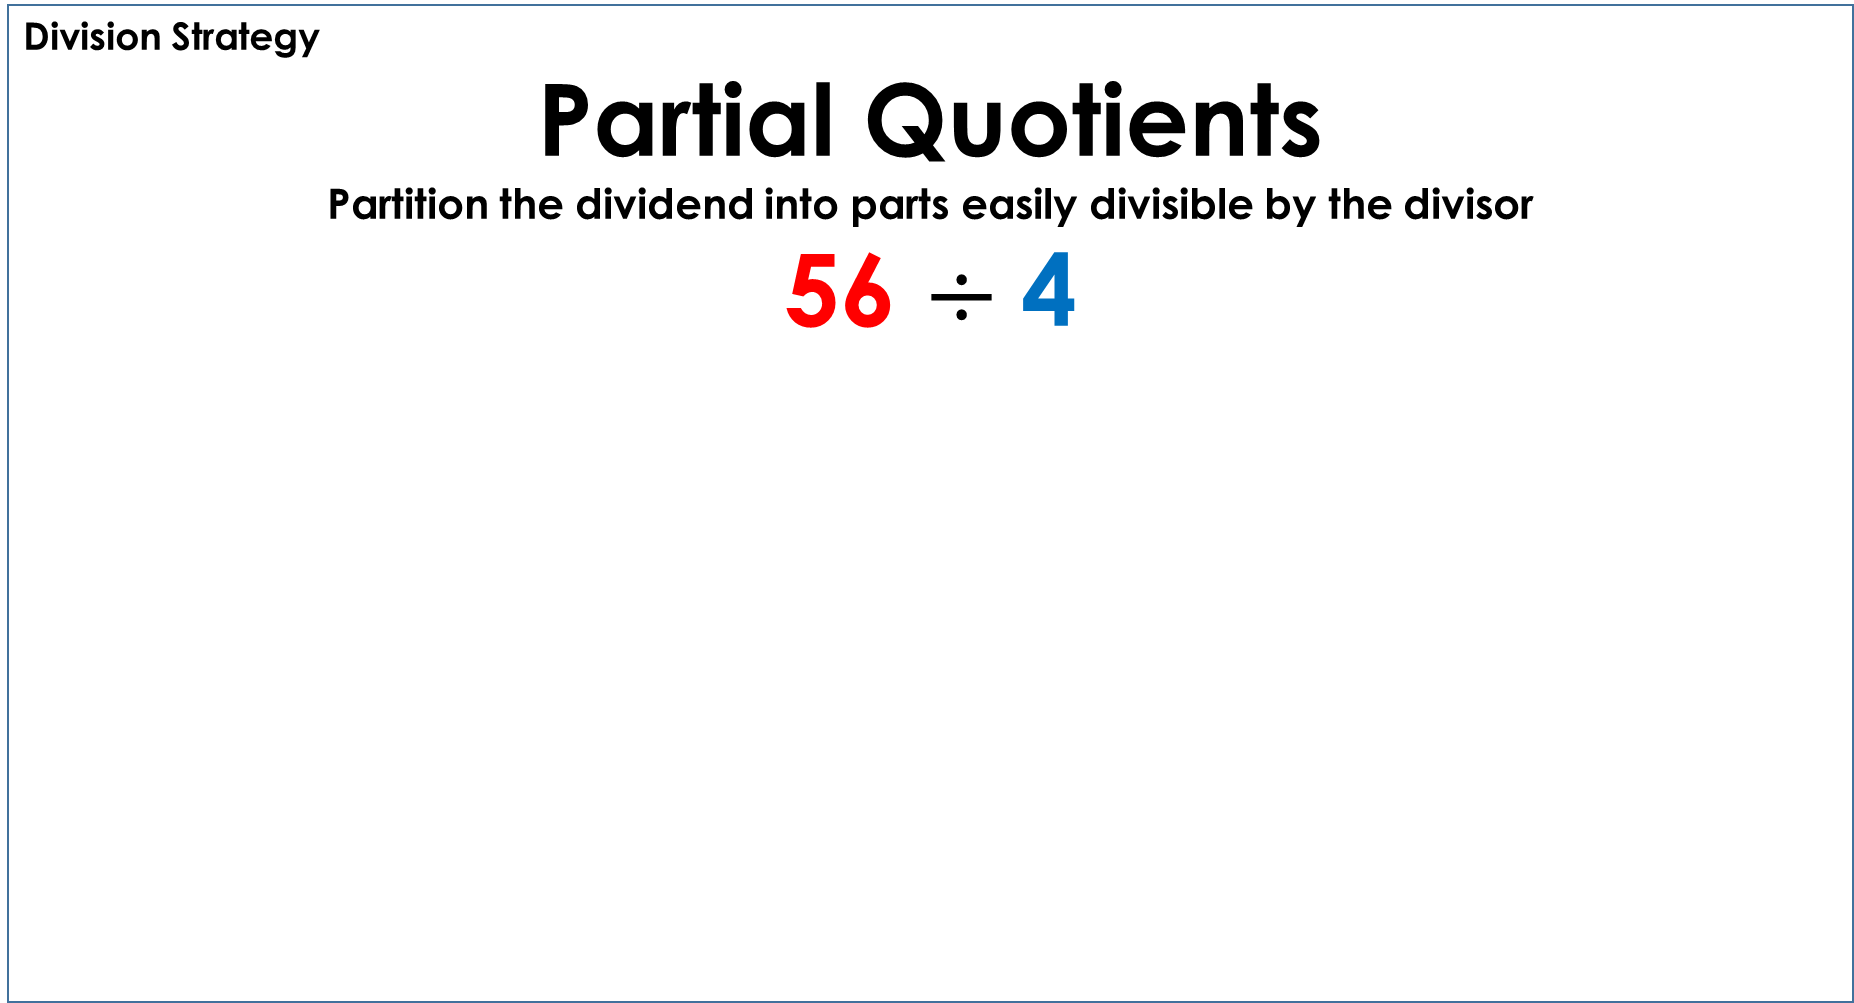 Division Strategy
Partial Quotients
Partition the dividend into parts easily divisible by the divisor
56 ÷ 4